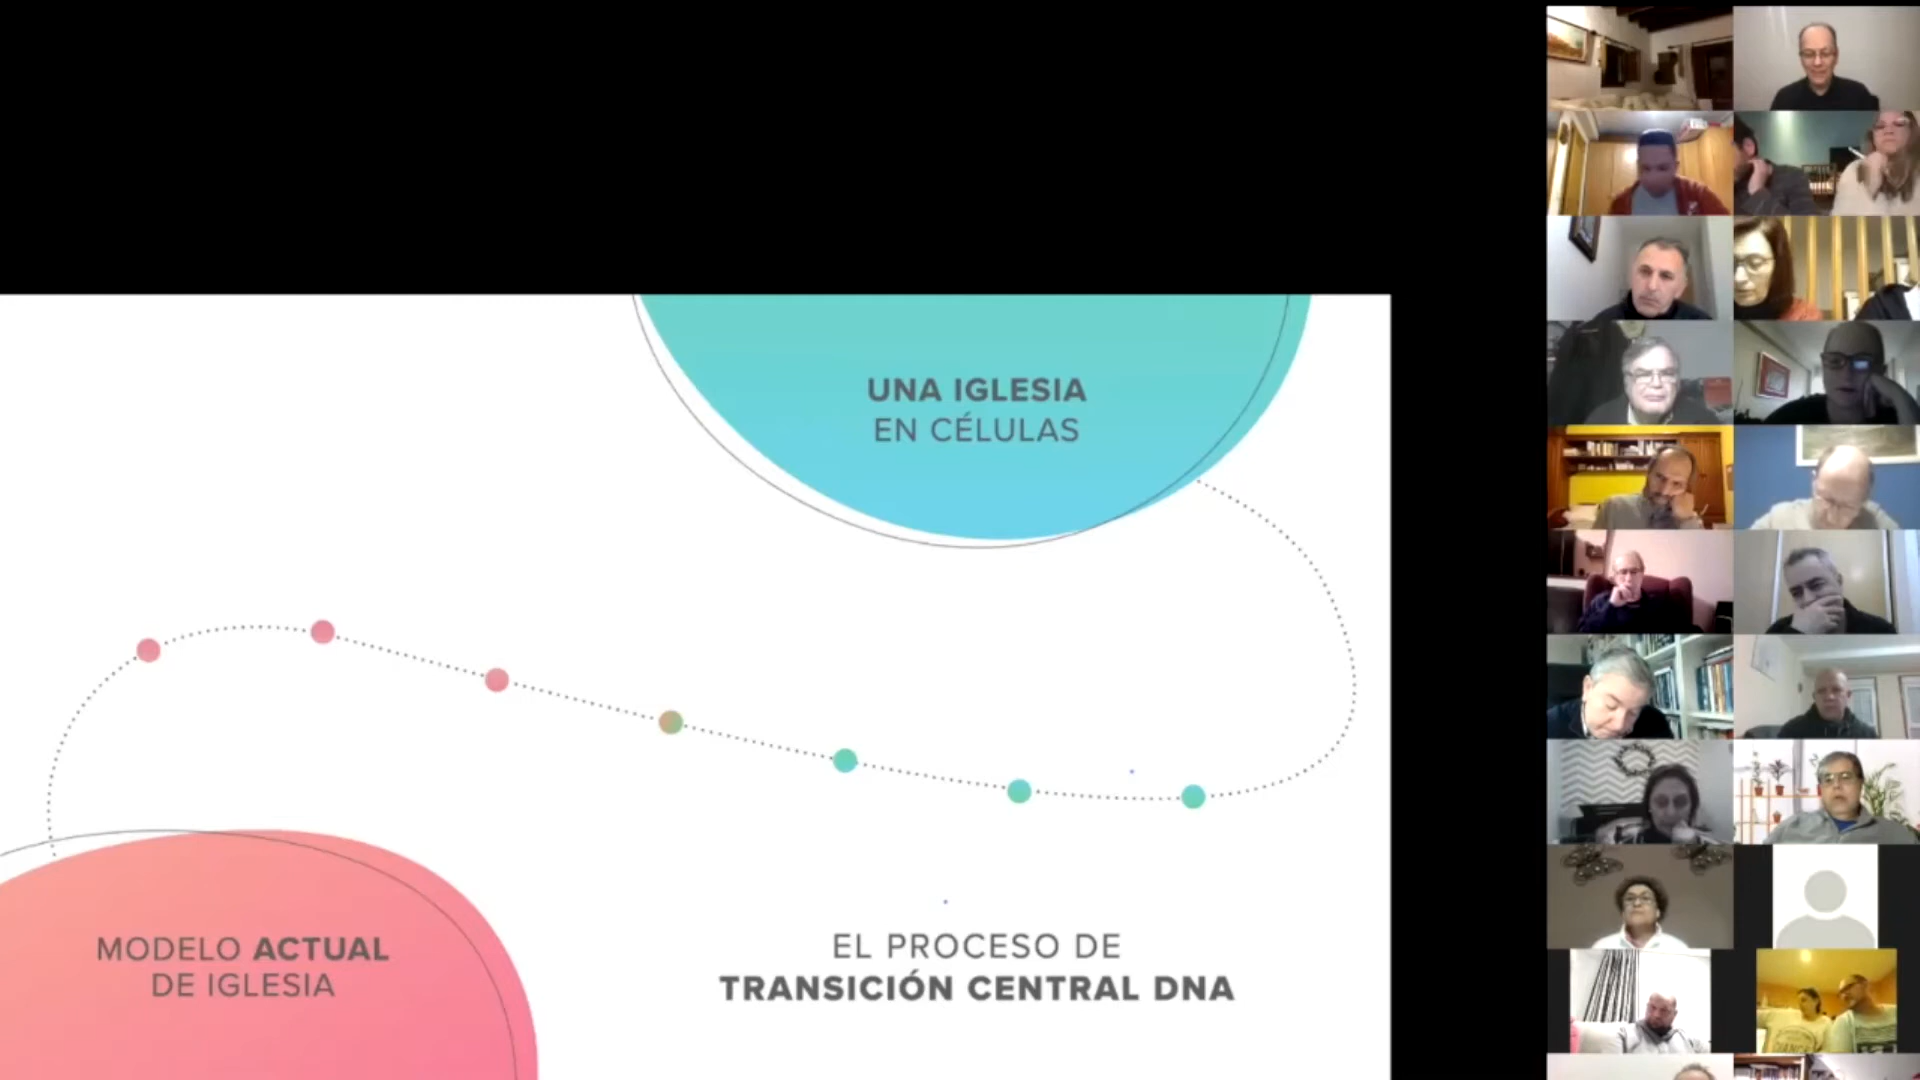 UNA IGLESIA
EN CÉLULAS
MODELO ACTUAL
DE IGLESIA
EL PROCESO DE
TRANSICIÓN CENTRAL DNA